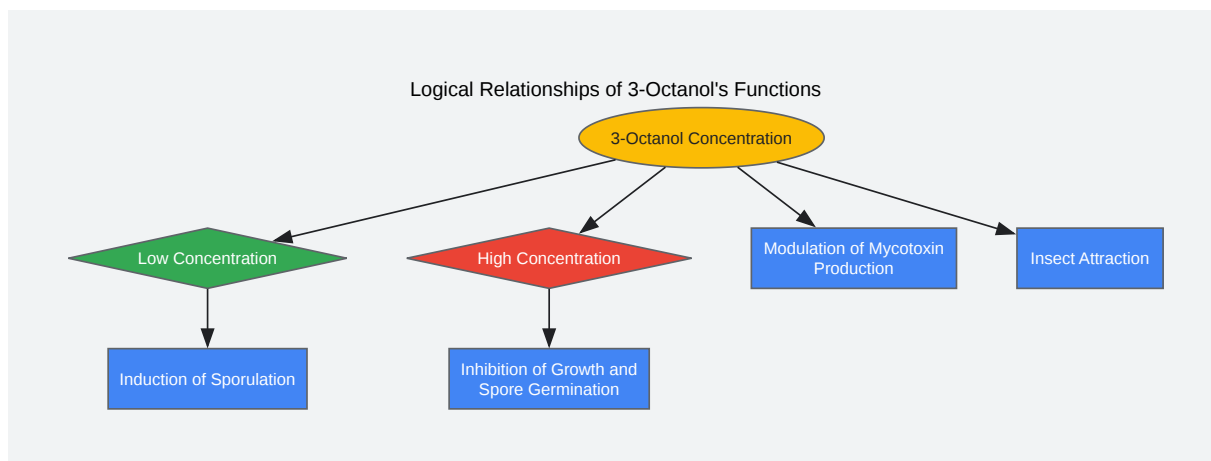 Logical Relationships of 3-Octanol's Functions
3-Octanol Concentration
Low Concentration
High Concentration
Modulation of Mycotoxin
Production
Insect Attraction
Induction of Sporulation
Inhibition of Growth and
Spore Germination